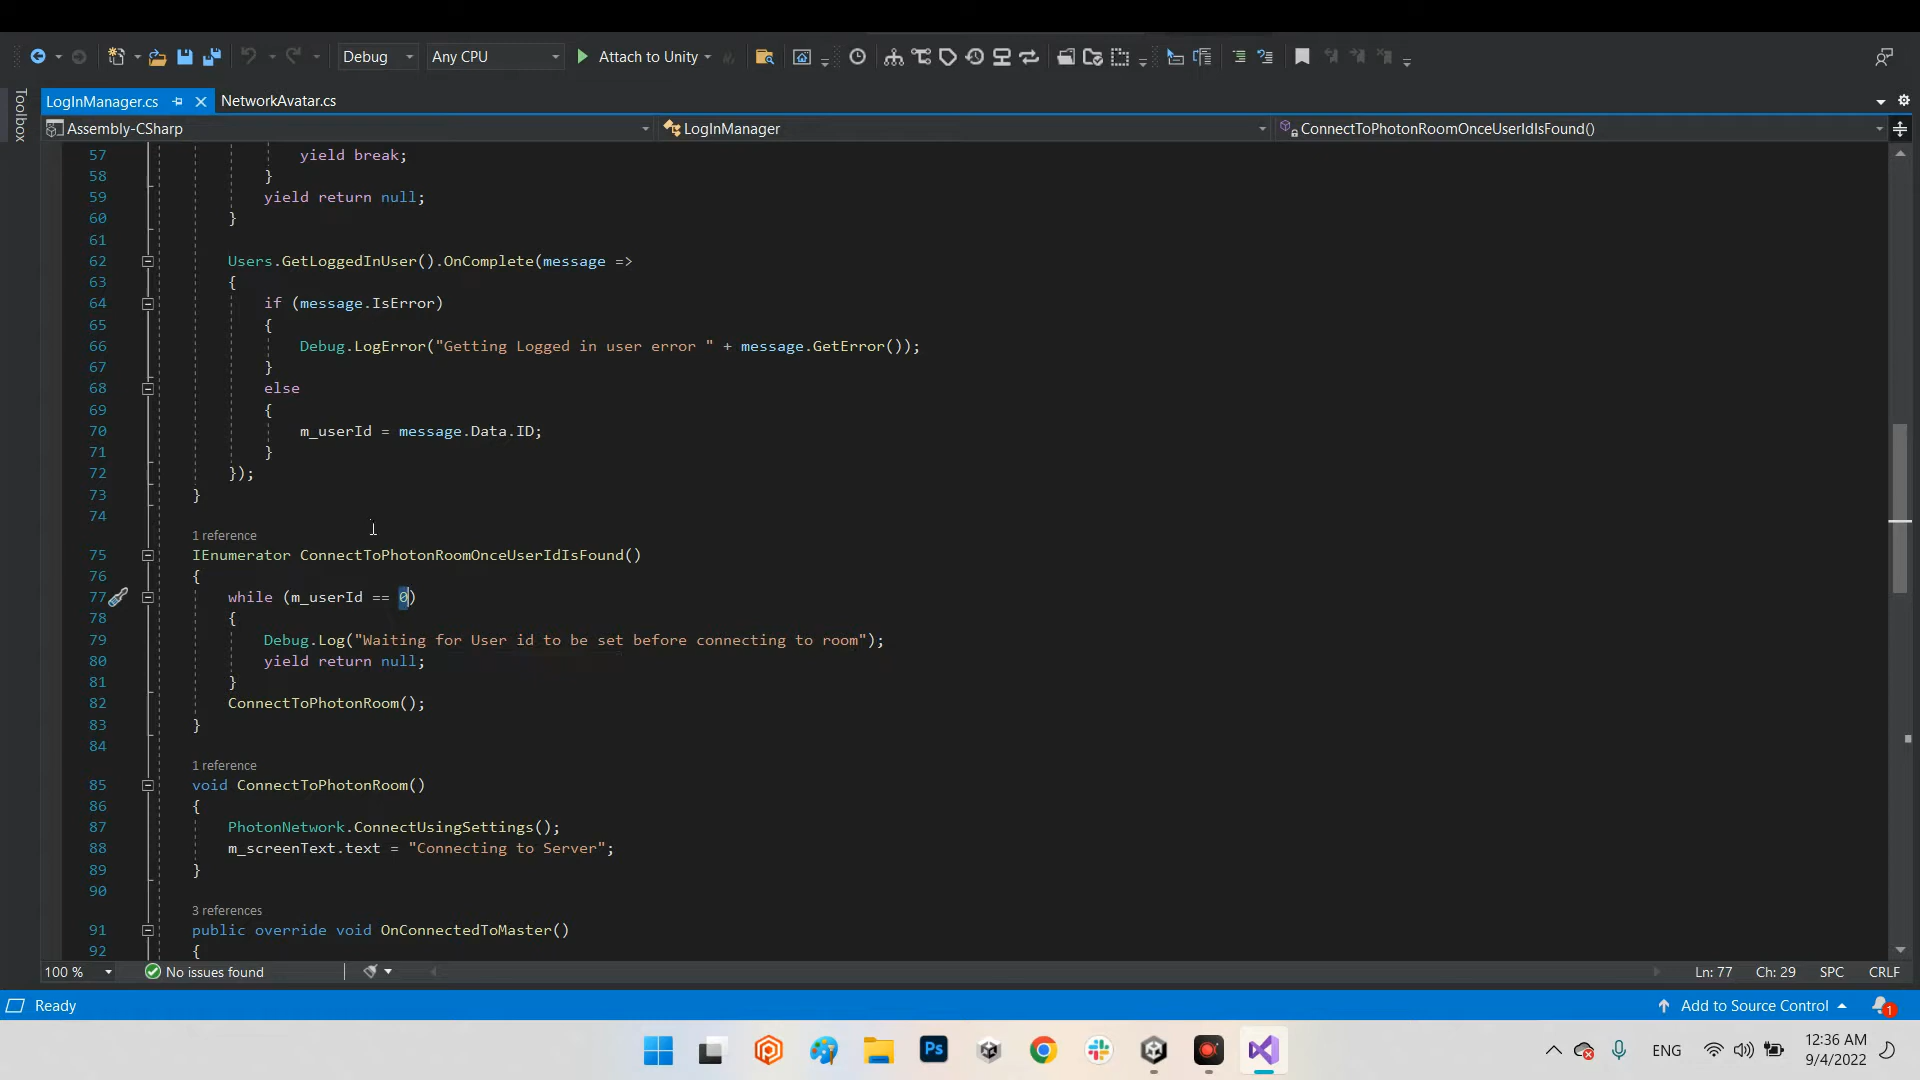 Debug
Any CPU
Attach to Unity
Toolbox
LogInManager.cs
NetworkAvatar.cs
Assembly-CSharp
LogInManager
ConnectToPhotonRoomOnceUserIdIsFound()
57 yield break;
58 }
59 yield return null;
60 }
61
62 Users.GetLoggedInUser().OnComplete(message =>
63 {
64 if (message.IsError)
65 {
66 Debug.LogError("Getting Logged in user error " + message.GetError());
67 }
68 else
69 {
70 m_userId = message.Data.ID;
71 }
72 });
73 }
74
1 reference
75 IEnumerator ConnectToPhotonRoomOnceUserIdIsFound()
76 {
77 while (m_userId == 0)
78 {
79 Debug.Log("Waiting for User id to be set before connecting to room");
80 yield return null;
81 }
82 ConnectToPhotonRoom();
83 }
84
1 reference
85 void ConnectToPhotonRoom()
86 {
87 PhotonNetwork.ConnectUsingSettings();
88 m_screenText.text = "Connecting to Server";
89 }
90
3 references
91 public override void OnConnectedToMaster()
92 {
100 %
No issues found
Ln: 77
Ch: 29
SPC
CRLF
Ready
Add to Source Control
1
Ps
ENG
12:36 AM
9/4/2022